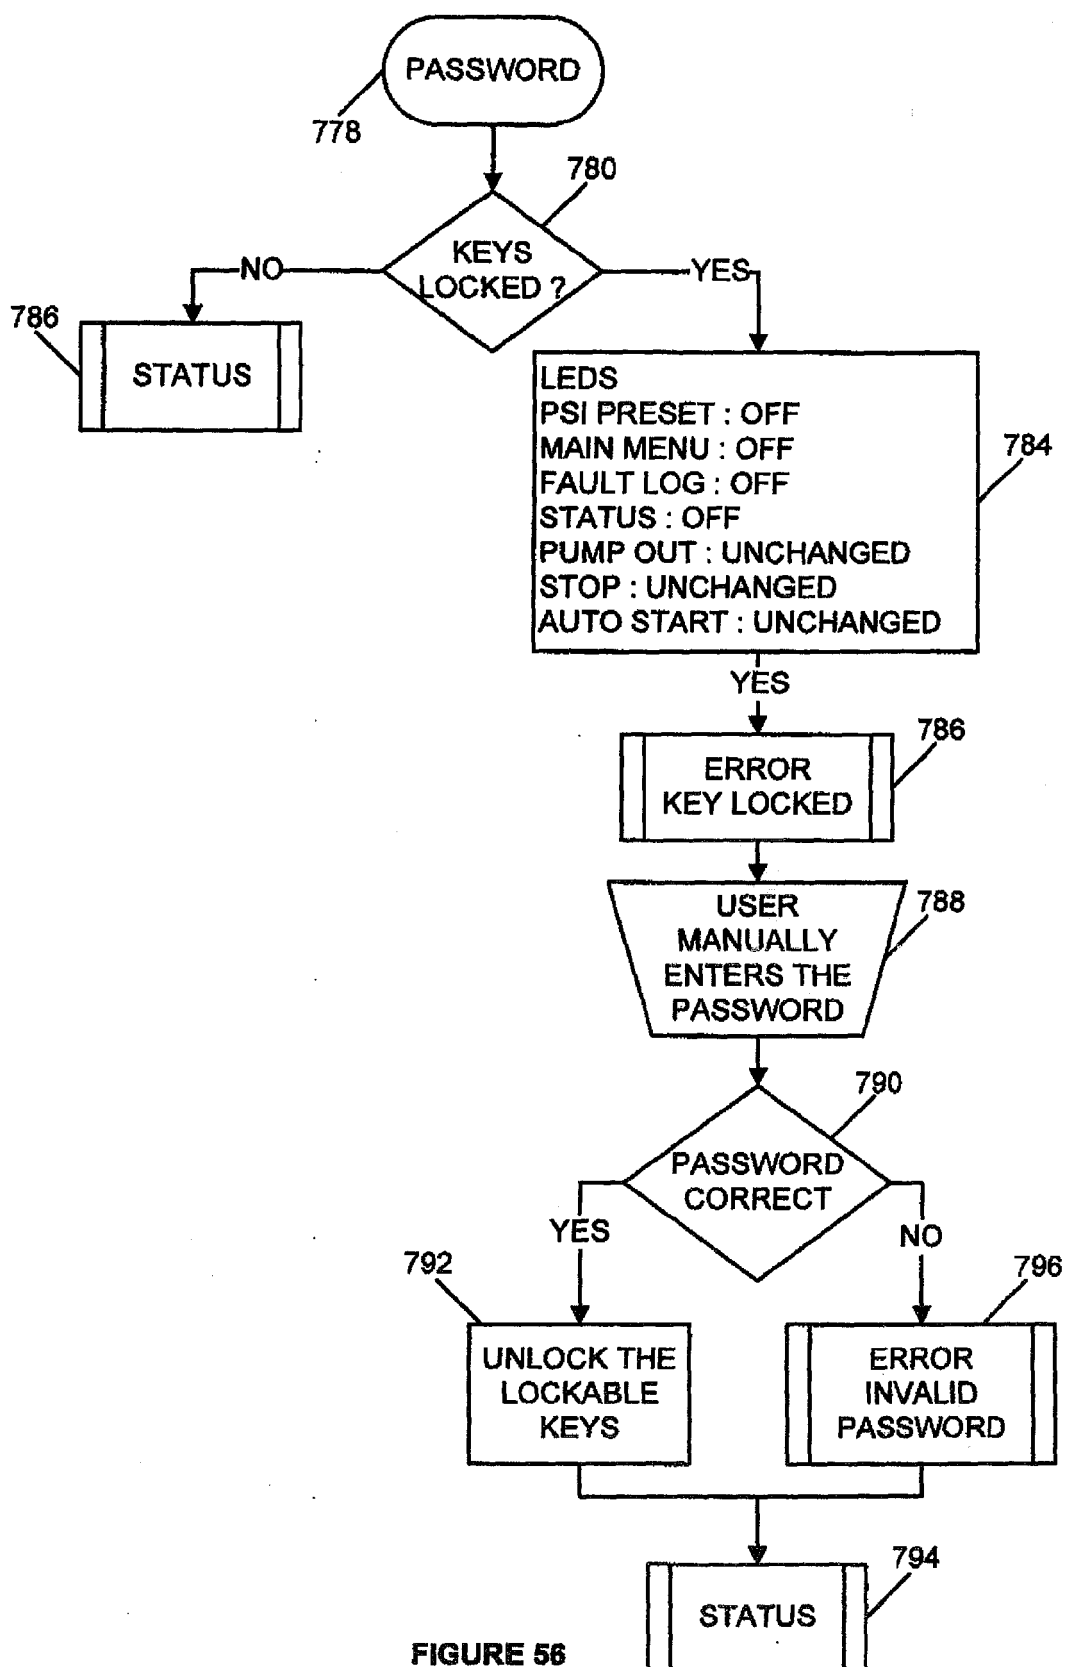 PASSWORD
778
780
KEYS
LOCKED ?
NO
YES
786
STATUS
LEDS
PSI PRESET : OFF
MAIN MENU : OFF
FAULT LOG : OFF
STATUS : OFF
PUMP OUT : UNCHANGED
STOP : UNCHANGED
AUTO START : UNCHANGED
784
YES
786
ERROR
KEY LOCKED
USER
MANUALLY
ENTERS THE
PASSWORD
788
790
PASSWORD
CORRECT
YES
NO
792
796
UNLOCK THE
LOCKABLE
KEYS
ERROR
INVALID
PASSWORD
794
STATUS
FIGURE 56